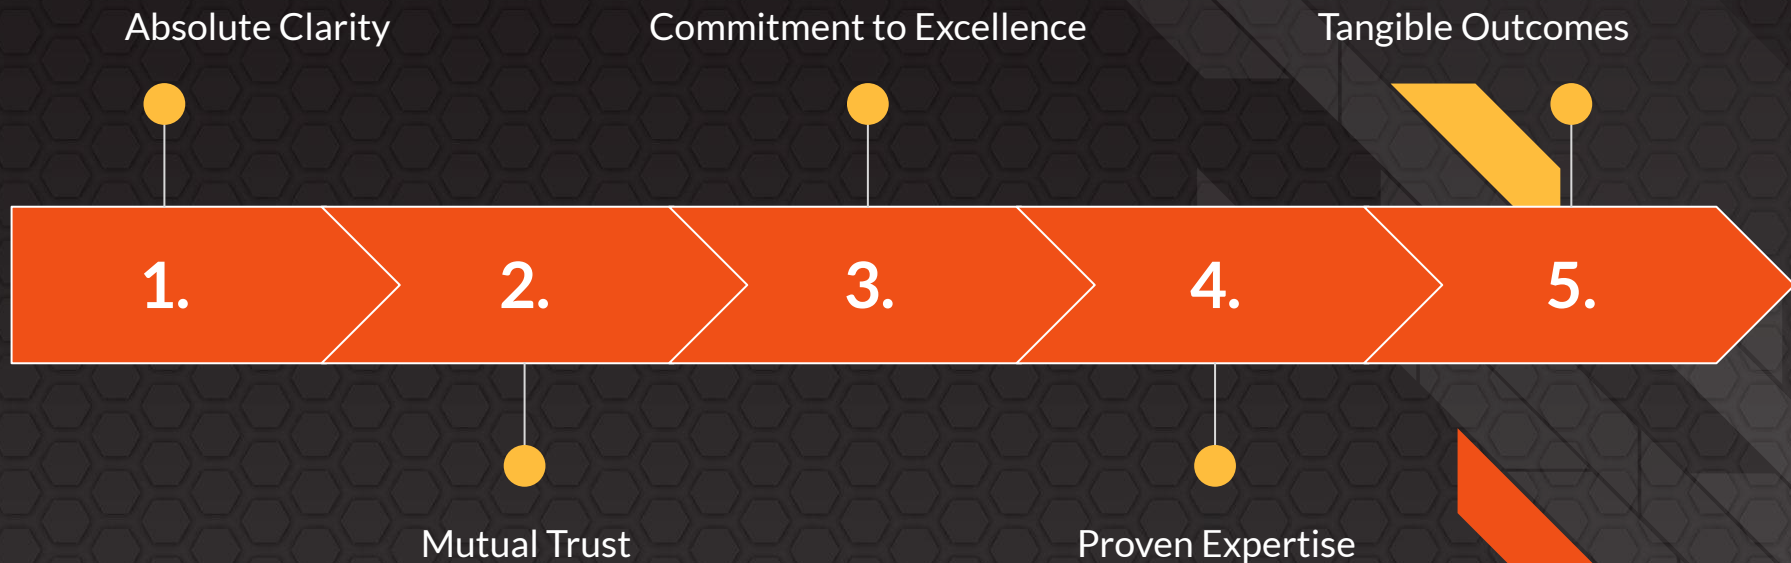 Absolute Clarity
Commitment to Excellence
Tangible Outcomes
1.
2.
3.
4.
5.
Mutual Trust
Proven Expertise